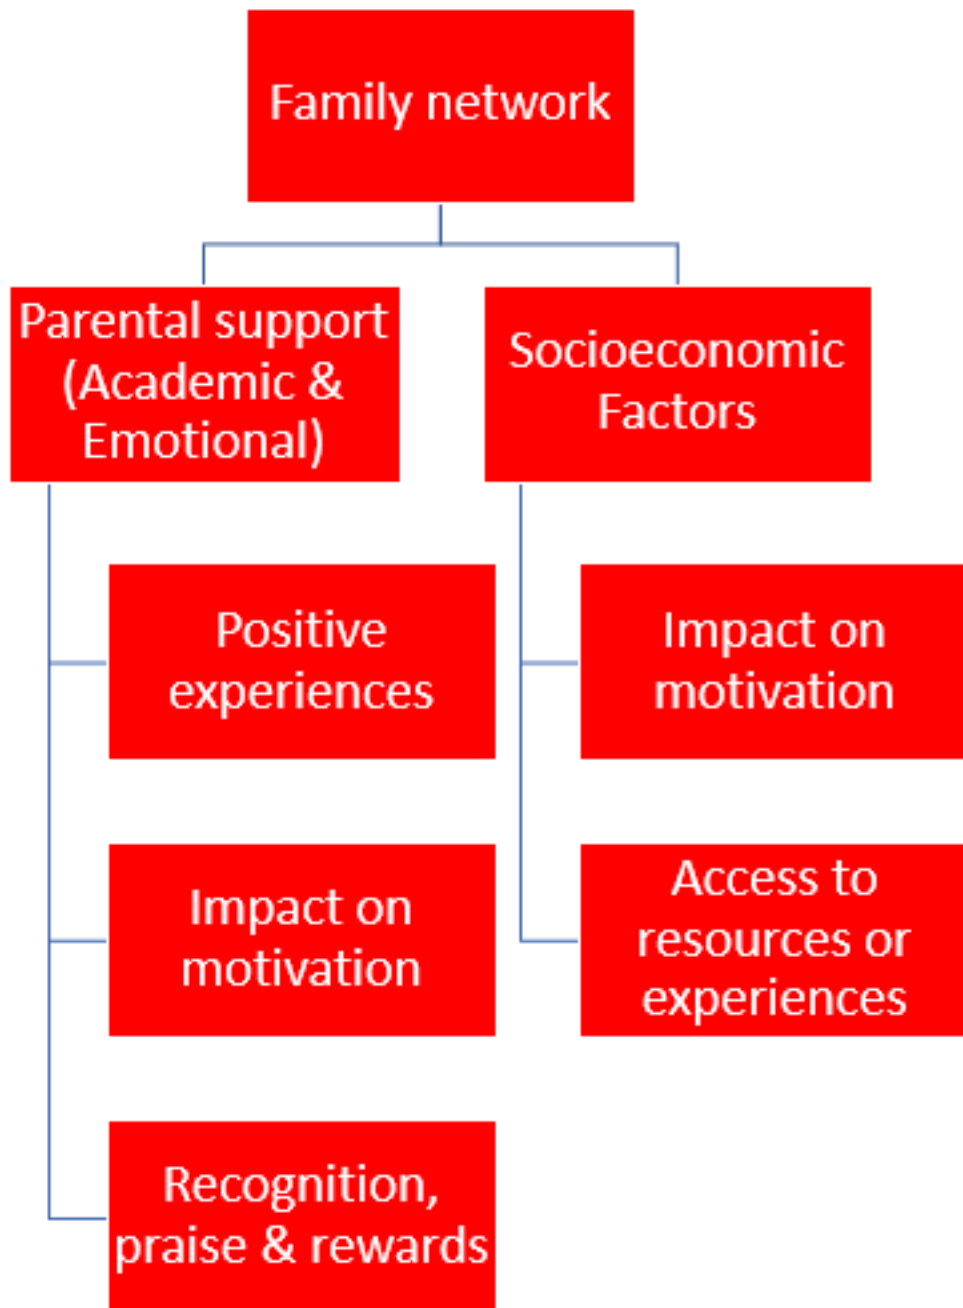 Family network
Parental support
(Academic &
Emotional)
Positive
experiences
Impact on
motivation
Recognition,
praise & rewards
Socioeconomic
Factors
Impact on
motivation
Access to
resources or
experiences